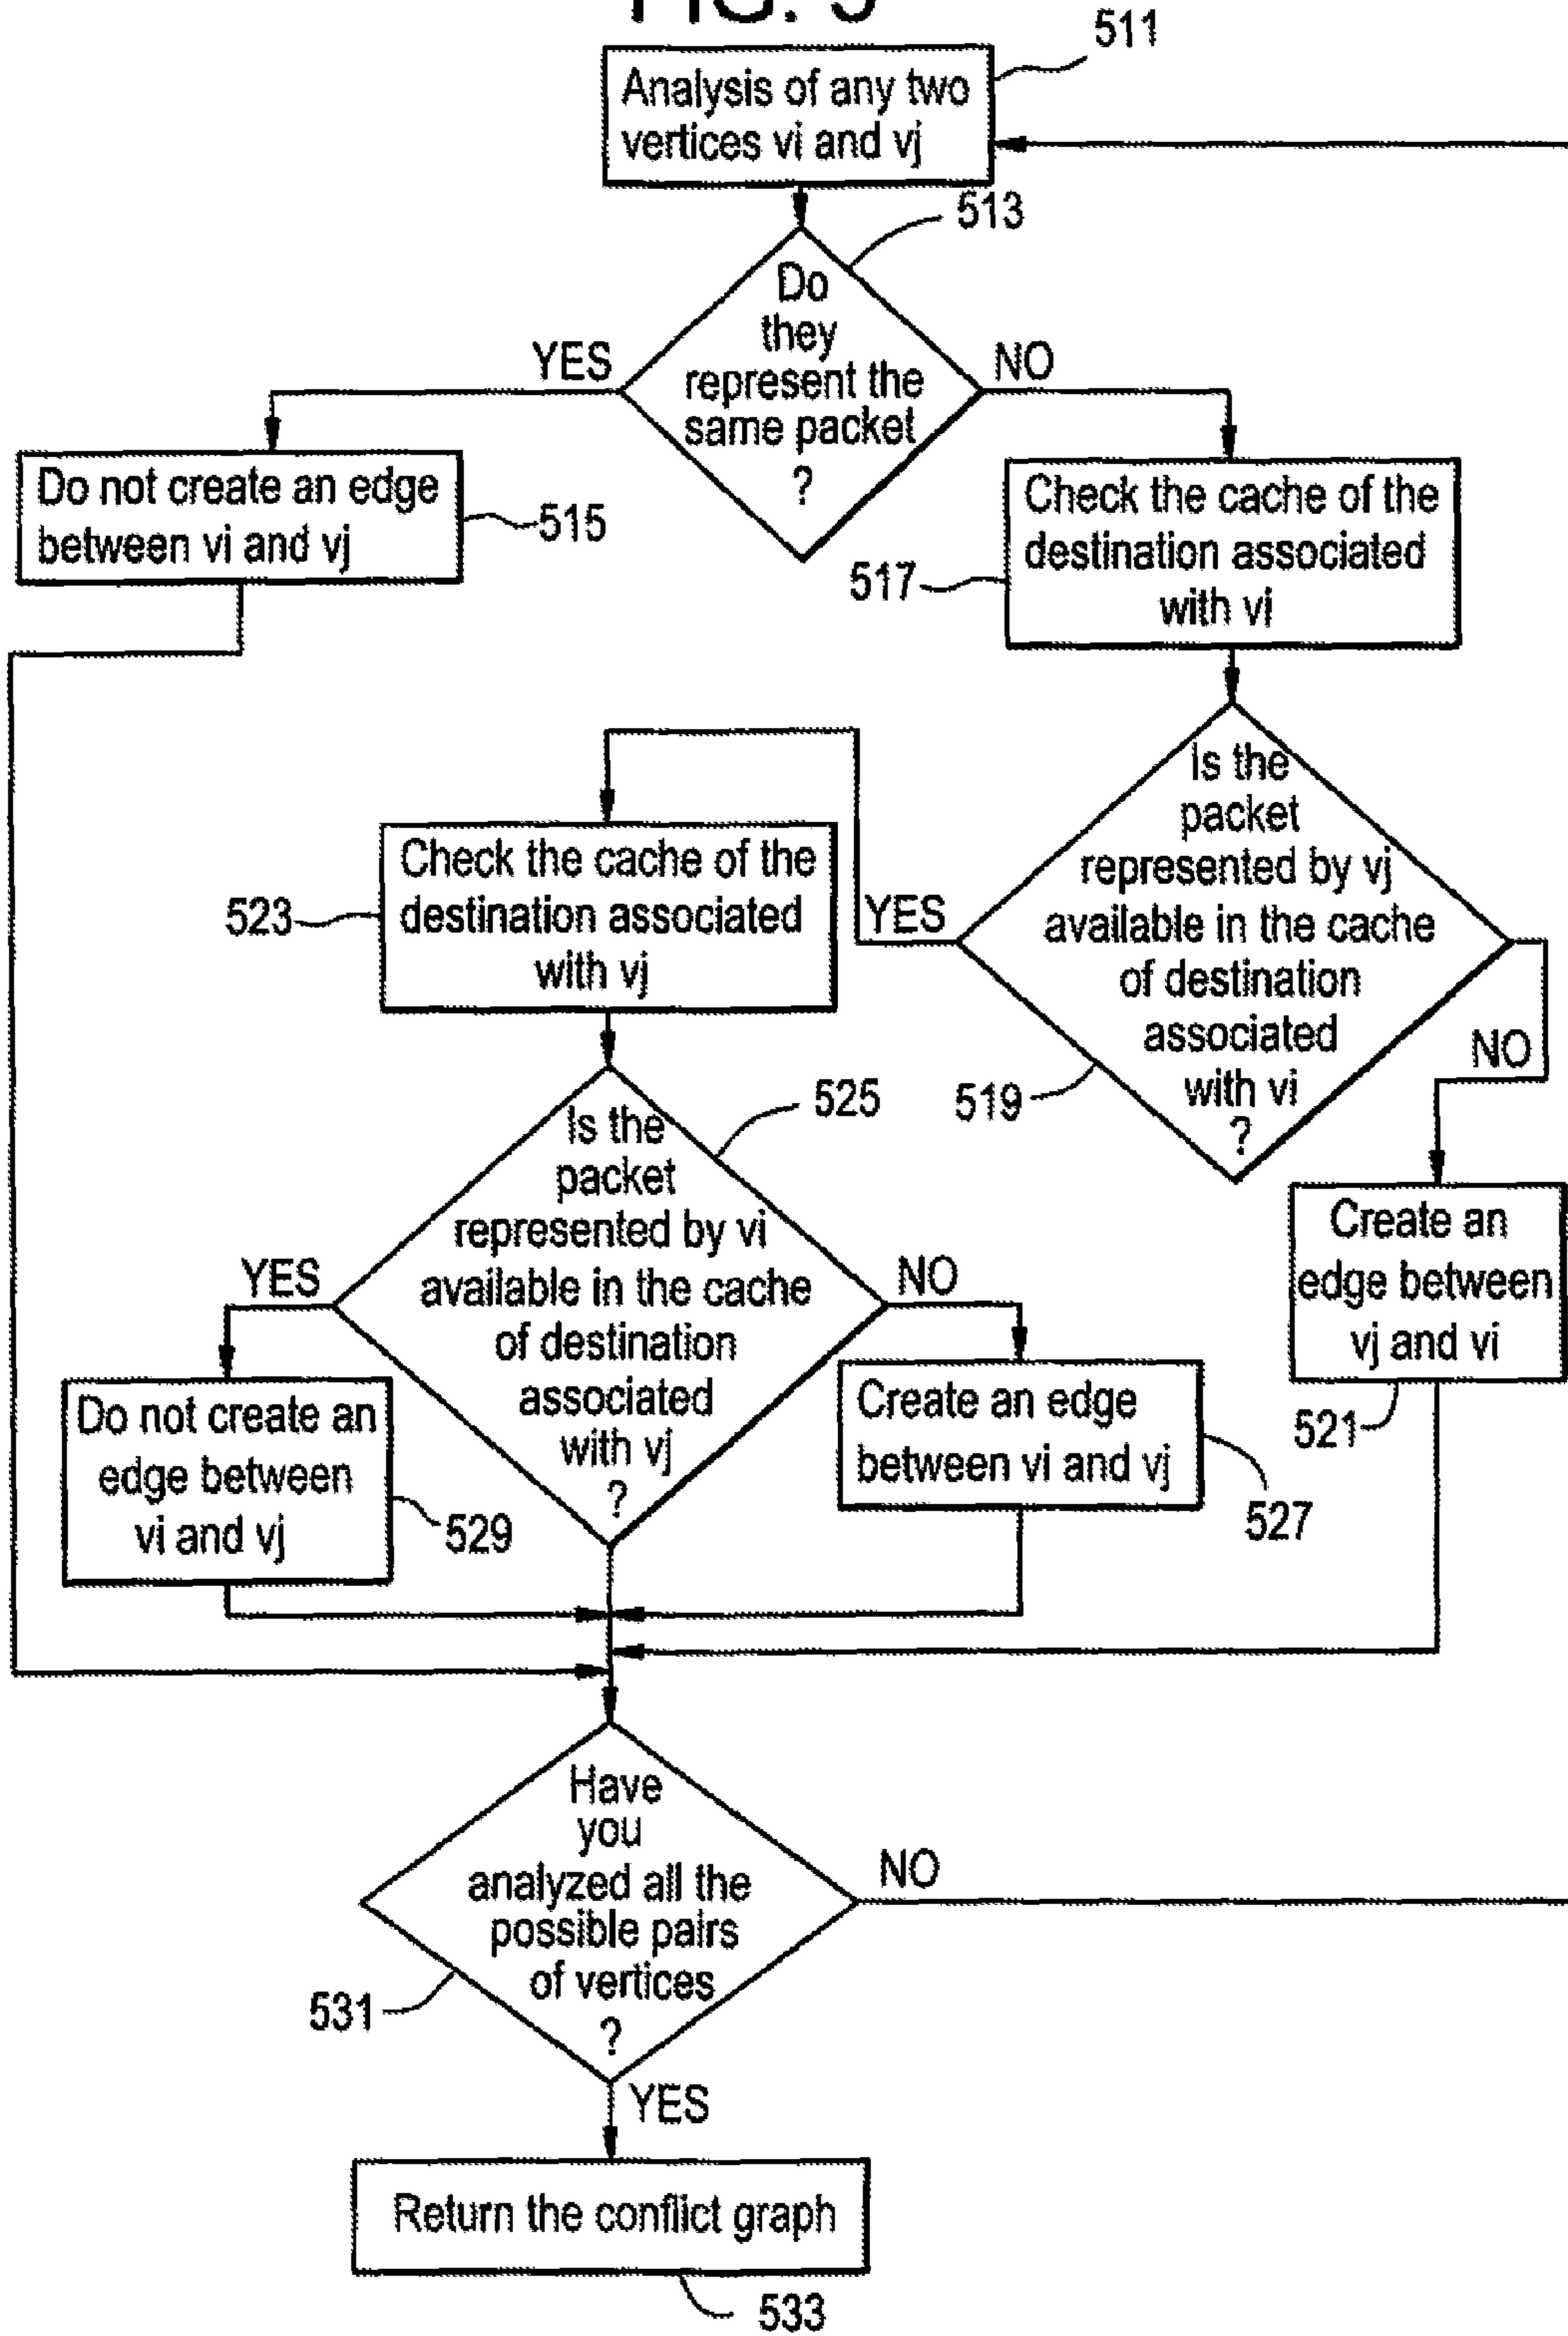 511
Analysis of any two
vertices vi and vj
513
Do
they
represent the
same packet
?
YES
NO
Do not create an edge
between vi and vj
515
Check the cache of the
destination associated
with vi
517
Is the
packet
represented by vj
available in the cache
of destination
associated
with vi
?
YES
NO
519
Check the cache of the
destination associated
with vj
523
525
Is the
packet
represented by vi
available in the cache
of destination
associated
with vj
?
YES
NO
Create an
edge between
vj and vi
521
Do not create an
edge between
vi and vj
529
Create an edge
between vi and vj
527
Have
you
analyzed all the
possible pairs
of vertices
?
NO
531
YES
Return the conflict graph
533